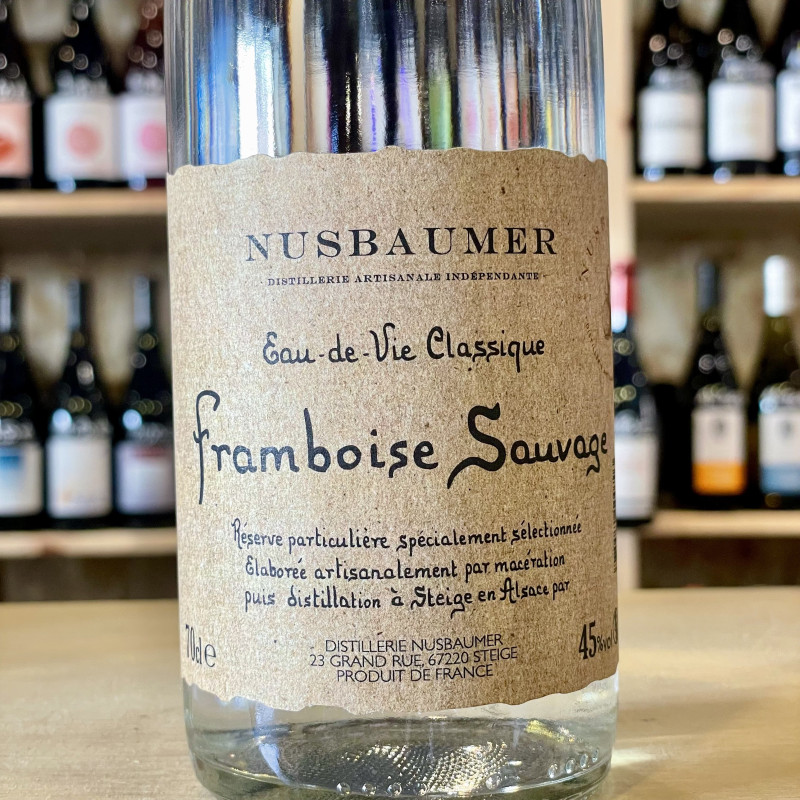 NUSBAUMER
- DISTILLERIE ARTISANALE INDÉPENDANTE -
Eau-de-Vie Classique
framboise Sauvage
Réserve particulière spécialement sélectionnée
Elaborée artisanalement par macération
puis distillation à Steige en Alsace par
DISTILLERIE NUSBAUMER
23 GRAND RUE, 67220 STEIGE
PRODUIT DE FRANCE
70cl e
45%vol